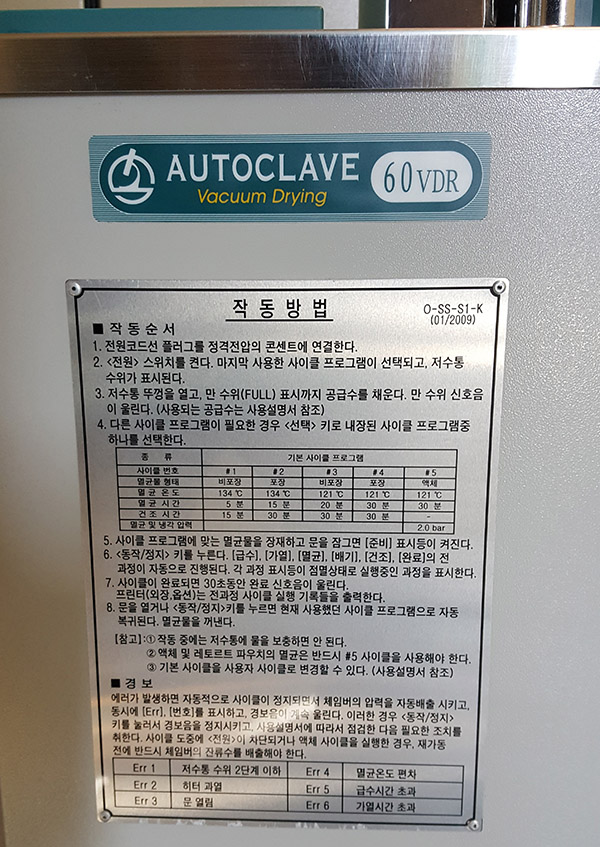 AUTOCLAVE
Vacuum Drying
60VDR
작동방법
O-SS-S1-K
(01/2009)
■ 작동순서
1. 전원코드선 플러그를 정격전압의 콘센트에 연결한다.
2. <전원> 스위치를 켠다. 마지막 사용한 사이클 프로그램이 선택되고, 저수통
수위가 표시된다.
3. 저수통 뚜껑을 열고, 만 수위(FULL) 표시까지 공급수를 채운다. 만 수위 신호음
이 울린다. (사용되는 공급수는 사용설명서 참조)
4. 다른 사이클 프로그램이 필요한 경우 <선택> 키로 내장된 사이클 프로그램중
하나를 선택한다.
종 류 기본 사이클 프로그램
사이클 번호 #1 #2 #3 #4 #5
멸균물 형태 비포장 포장 비포장 포장 액체
멸균 온도 134 ℃ 134 ℃ 121 ℃ 121 ℃ 121 ℃
멸균 시간 5 분 15 분 20 분 30 분 30 분
건조 시간 15 분 30 분 30 분 30 분 -
멸균 및 냉각 압력 2.0 bar
5. 사이클 프로그램에 맞는 멸균물을 장재하고 문을 잠그면 [준비] 표시등이 켜진다.
6. <동작/정지> 키를 누른다. [급수], [가열], [멸균], [배기], [건조], [완료]의 전
과정이 자동으로 진행된다. 각 과정 표시등이 점멸상태로 실행중인 과정을 표시한다.
7. 사이클이 완료되면 30초동안 완료 신호음이 울린다.
프린터(외장,옵션)는 전과정 사이클 실행 기록들을 출력한다.
8. 문을 열거나 <동작/정지>키를 누르면 현재 사용했던 사이클 프로그램으로 자동
복귀된다. 멸균물을 꺼낸다.
[참고]:① 작동 중에는 저수통에 물을 보충하면 안 된다.
② 액체 및 레토르트 파우치의 멸균은 반드시 #5 사이클을 사용해야 한다.
③ 기본 사이클을 사용자 사이클로 변경할 수 있다. (사용설명서 참조)
■ 경 보
에러가 발생하면 자동적으로 사이클이 정지되면서 체임버의 압력을 자동배출 시키고,
동시에 [Err], [번호]를 표시하고, 경보음이 계속 울린다. 이러한 경우 <동작/정지>
키를 눌러서 경보음을 정지시키고, 사용설명서에 따라서 점검한 다음 필요한 조치를
취한다. 사이클 도중에 <전원>이 차단되거나 액체 사이클을 실행한 경우, 재가동
전에 반드시 체임버의 잔류수를 배출해야 한다.
Err 1 저수통 수위 2단계 이하 Err 4 멸균온도 편차
Err 2 히터 과열 Err 5 급수시간 초과
Err 3 문 열림 Err 6 가열시간 초과